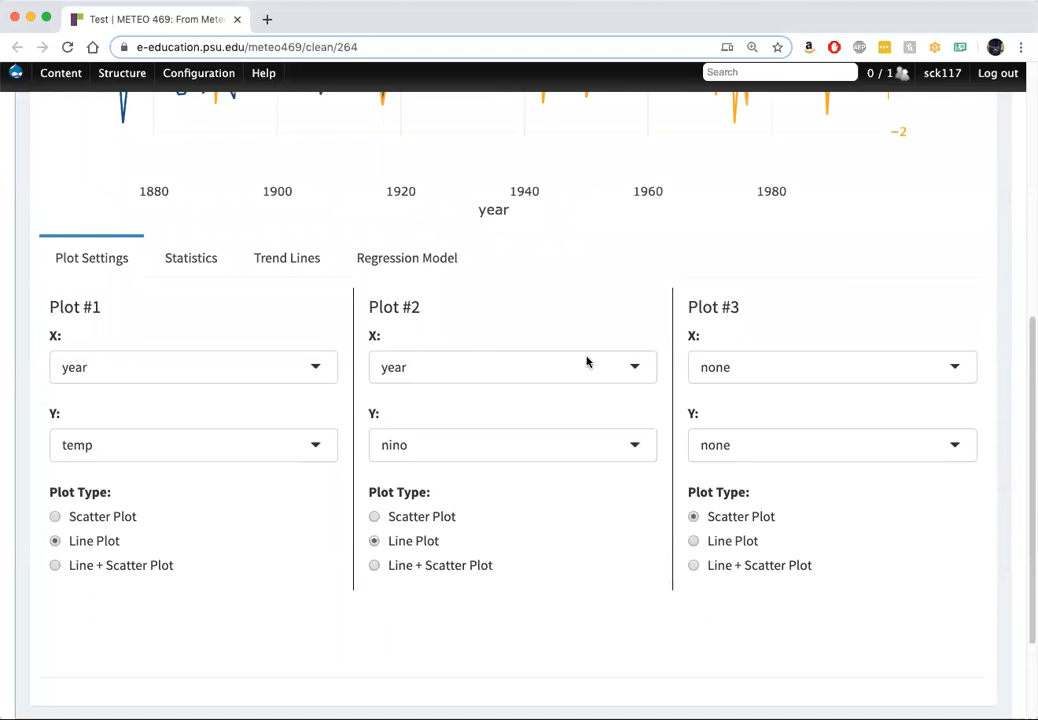 Test | METEO 469: From Mete
e-education.psu.edu/meteo469/clean/264
Content Structure Configuration Help Search 0 / 1 sck117 Log out
−2
1880 1900 1920 1940 1960 1980
year
Plot Settings Statistics Trend Lines Regression Model
Plot #1 Plot #2 Plot #3
X: X: X:
year year none
Y: Y: Y:
temp nino none
Plot Type: Plot Type: Plot Type:
Scatter Plot Scatter Plot Scatter Plot
Line Plot Line Plot Line Plot
Line + Scatter Plot Line + Scatter Plot Line + Scatter Plot